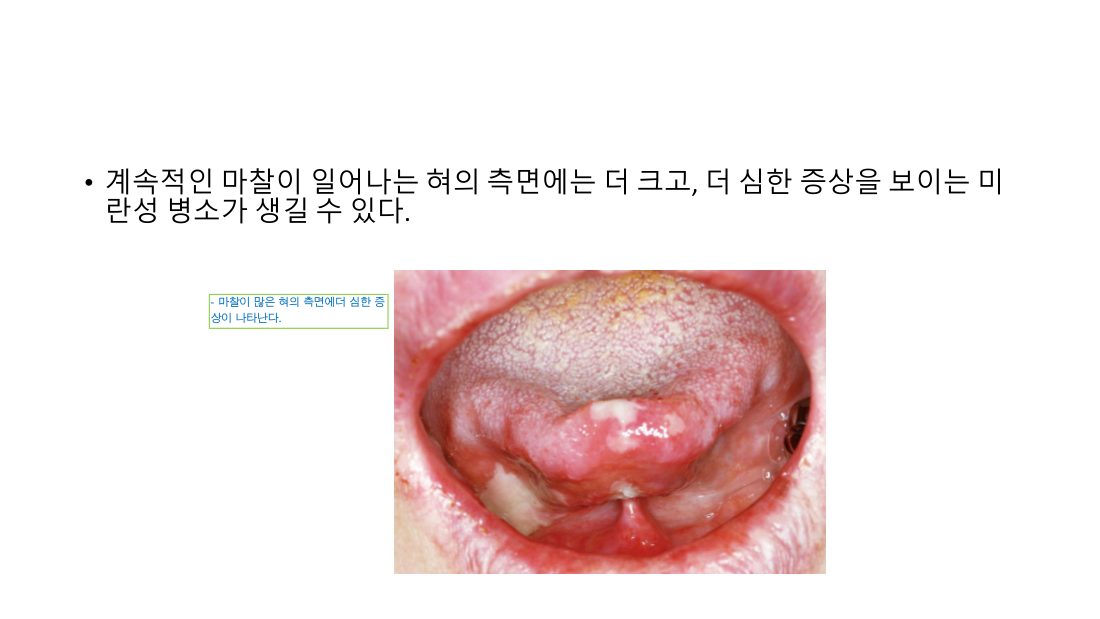 • 계속적인 마찰이 일어나는 혀의 측면에는 더 크고, 더 심한 증상을 보이는 미
란성 병소가 생길 수 있다.
- 마찰이 많은 혀의 측면에더 심한 증
상이 나타난다.